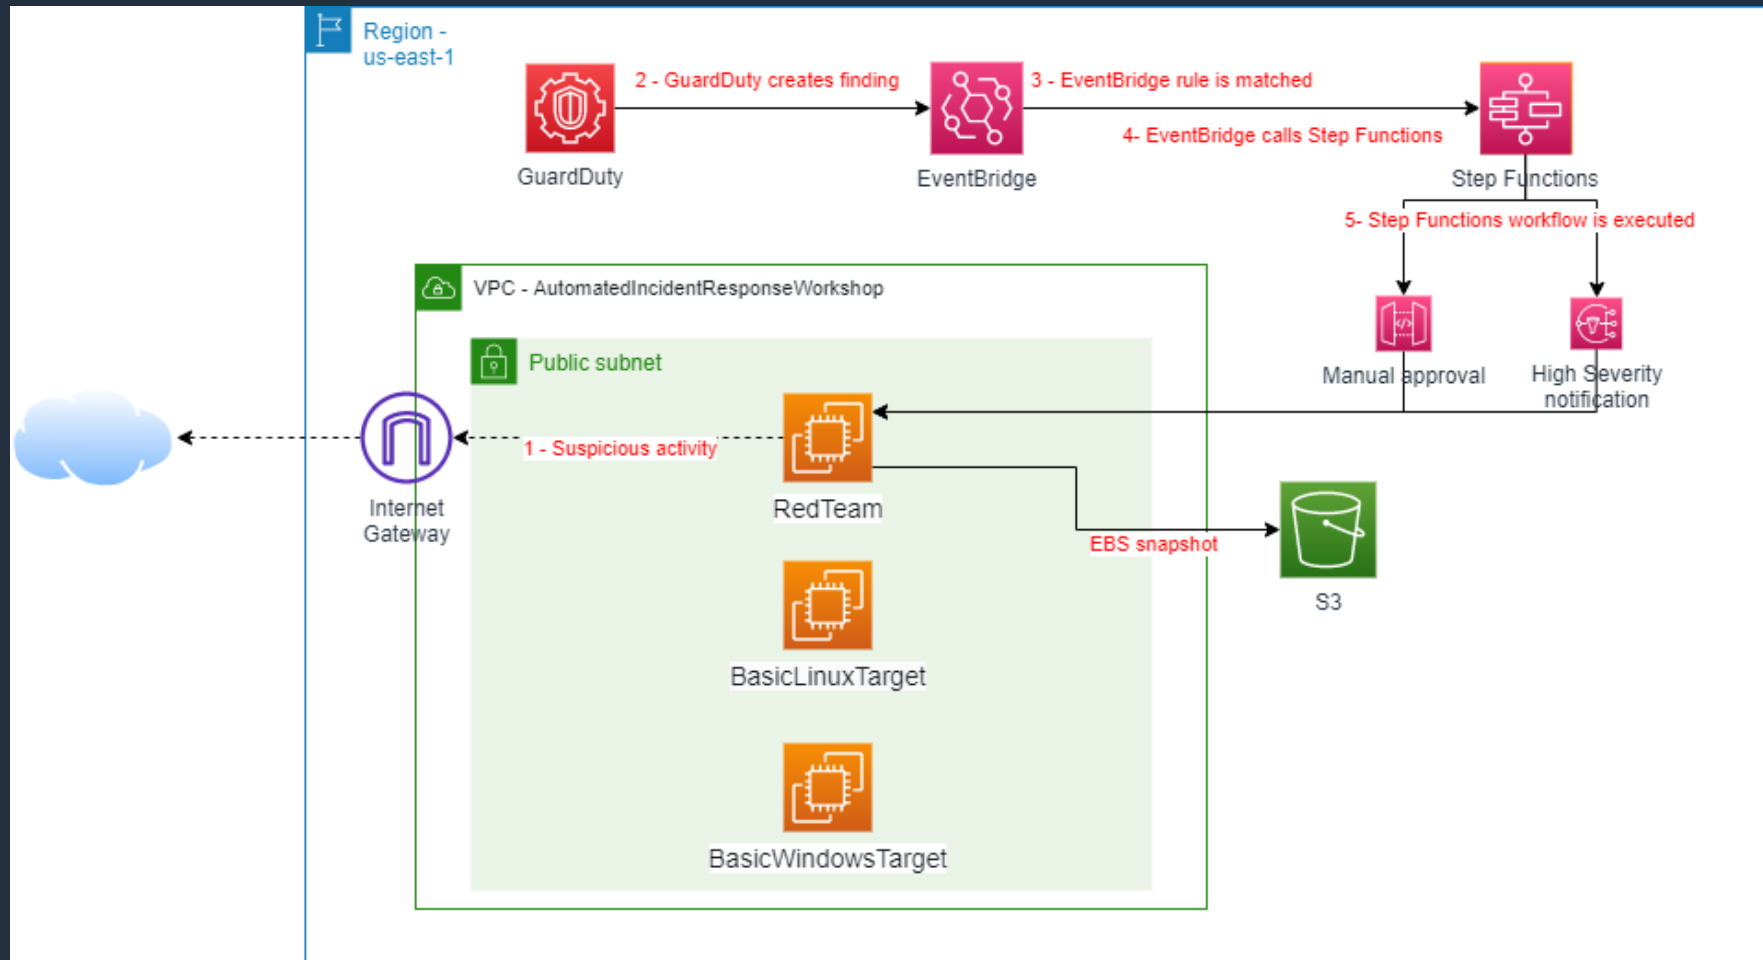 Region -
us-east-1
2 - GuardDuty creates finding
3 - EventBridge rule is matched
4- EventBridge calls Step Functions
GuardDuty
EventBridge
Step Functions
5- Step Functions workflow is executed
VPC - AutomatedIncidentResponseWorkshop
Public subnet
Manual approval
High Severity
notification
1 - Suspicious activity
Internet
Gateway
RedTeam
EBS snapshot
S3
BasicLinuxTarget
BasicWindowsTarget